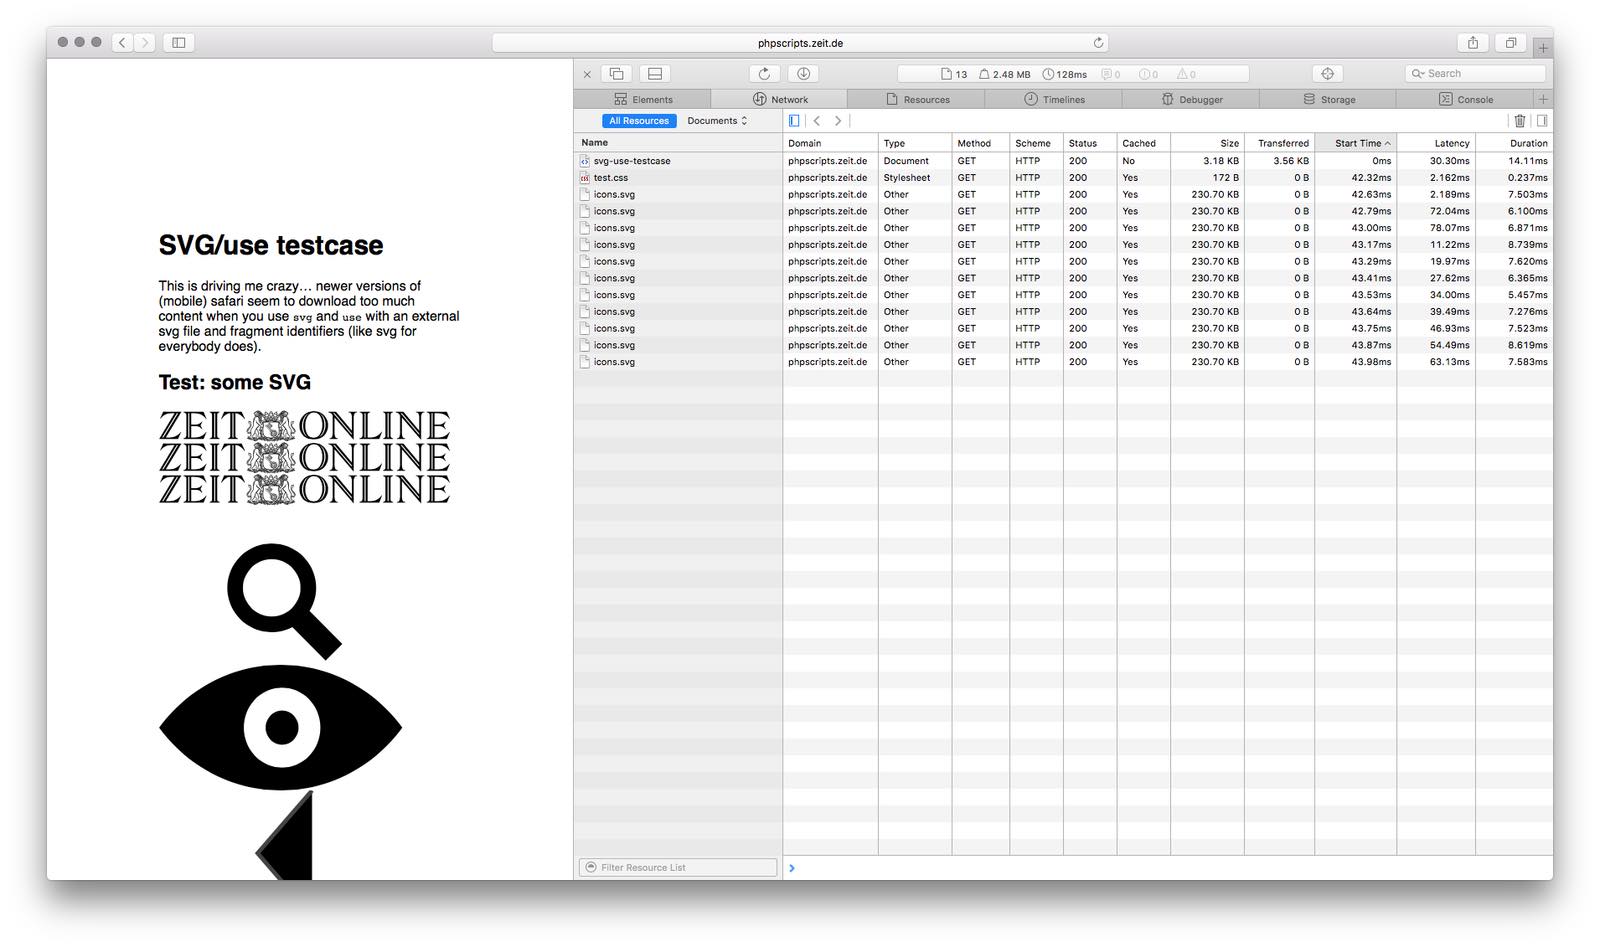 phpscripts.zeit.de
13 2.48 MB 128ms 0 0 0
Search
Elements Network Resources Timelines Debugger Storage Console
All Resources Documents
Name Domain Type Method Scheme Status Cached Size Transferred Start Time Latency Duration
svg-use-testcase phpscripts.zeit.de Document GET HTTP 200 No 3.18 KB 3.56 KB 0ms 30.30ms 14.11ms
test.css phpscripts.zeit.de Stylesheet GET HTTP 200 Yes 172 B 0 B 42.32ms 2.162ms 0.237ms
icons.svg phpscripts.zeit.de Other GET HTTP 200 Yes 230.70 KB 0 B 42.63ms 2.189ms 7.503ms
icons.svg phpscripts.zeit.de Other GET HTTP 200 Yes 230.70 KB 0 B 42.79ms 72.04ms 6.100ms
icons.svg phpscripts.zeit.de Other GET HTTP 200 Yes 230.70 KB 0 B 43.00ms 78.07ms 6.871ms
icons.svg phpscripts.zeit.de Other GET HTTP 200 Yes 230.70 KB 0 B 43.17ms 11.22ms 8.739ms
icons.svg phpscripts.zeit.de Other GET HTTP 200 Yes 230.70 KB 0 B 43.29ms 19.97ms 7.620ms
icons.svg phpscripts.zeit.de Other GET HTTP 200 Yes 230.70 KB 0 B 43.41ms 27.62ms 6.365ms
icons.svg phpscripts.zeit.de Other GET HTTP 200 Yes 230.70 KB 0 B 43.53ms 34.00ms 5.457ms
icons.svg phpscripts.zeit.de Other GET HTTP 200 Yes 230.70 KB 0 B 43.64ms 39.49ms 7.276ms
icons.svg phpscripts.zeit.de Other GET HTTP 200 Yes 230.70 KB 0 B 43.75ms 46.93ms 7.523ms
icons.svg phpscripts.zeit.de Other GET HTTP 200 Yes 230.70 KB 0 B 43.87ms 54.49ms 8.619ms
icons.svg phpscripts.zeit.de Other GET HTTP 200 Yes 230.70 KB 0 B 43.98ms 63.13ms 7.583ms
Filter Resource List
SVG/use testcase
This is driving me crazy… newer versions of
(mobile) safari seem to download too much
content when you use svg and use with an external
svg file and fragment identifiers (like svg for
everybody does).
Test: some SVG
ZEIT ONLINE
ZEIT ONLINE
ZEIT ONLINE